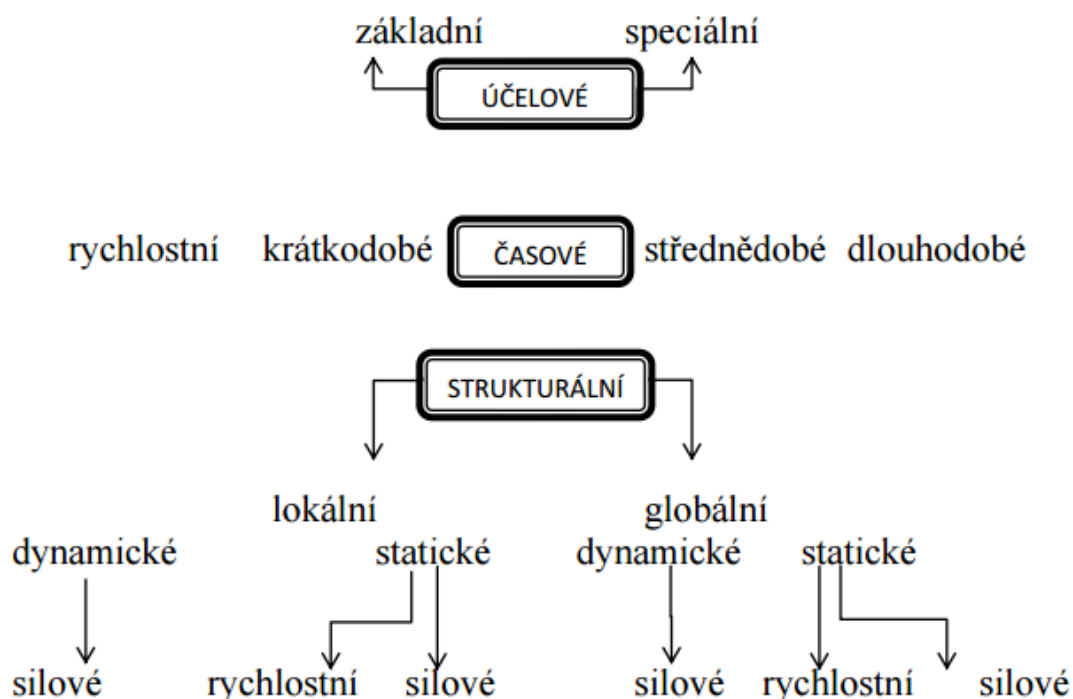 základní speciální
ÚČELOVÉ
rychlostní krátkodobé ČASOVÉ střednědobé dlouhodobé
STRUKTURÁLNÍ
lokální globální
dynamické statické dynamické statické
silové rychlostní silové silové rychlostní silové